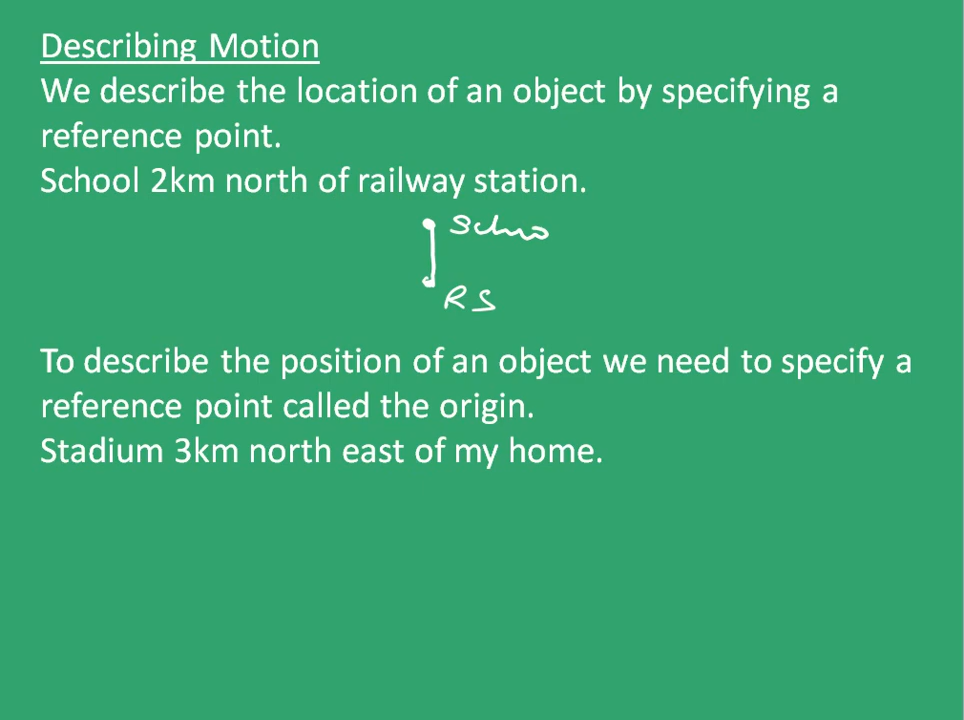 Describing Motion
We describe the location of an object by specifying a
reference point.
School 2km north of railway station.
Scho
RS
To describe the position of an object we need to specify a
reference point called the origin.
Stadium 3km north east of my home.